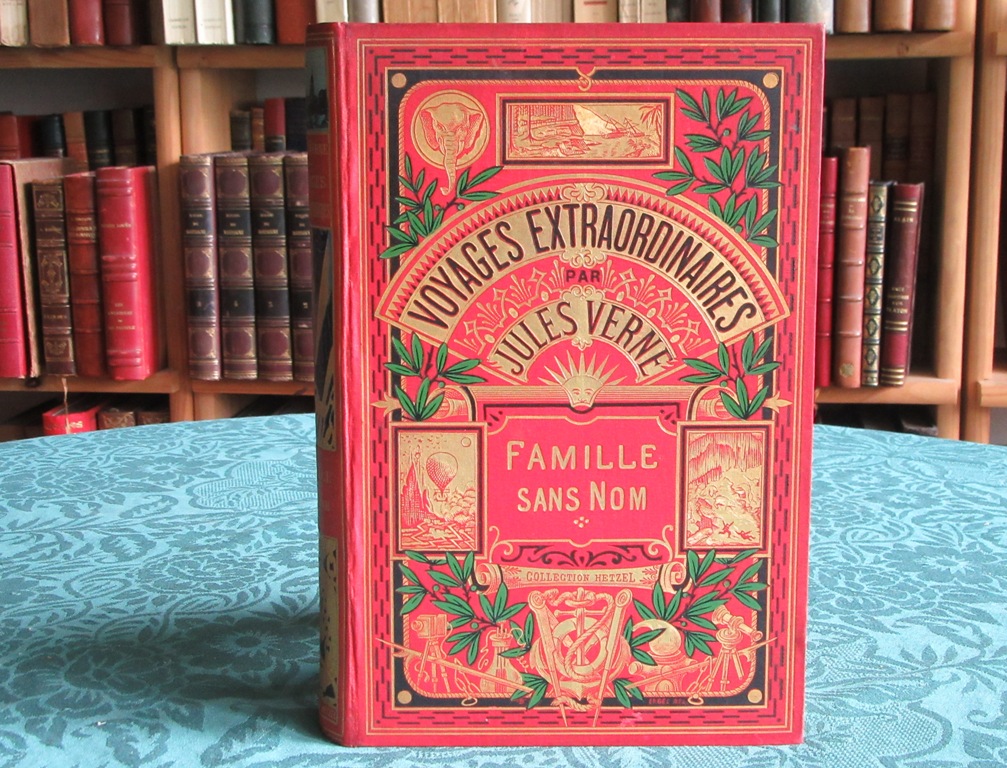 VOYAGES EXTRAORDINAIRES
PAR
JULES VERNE
FAMILLE
SANS NOM
COLLECTION HETZEL